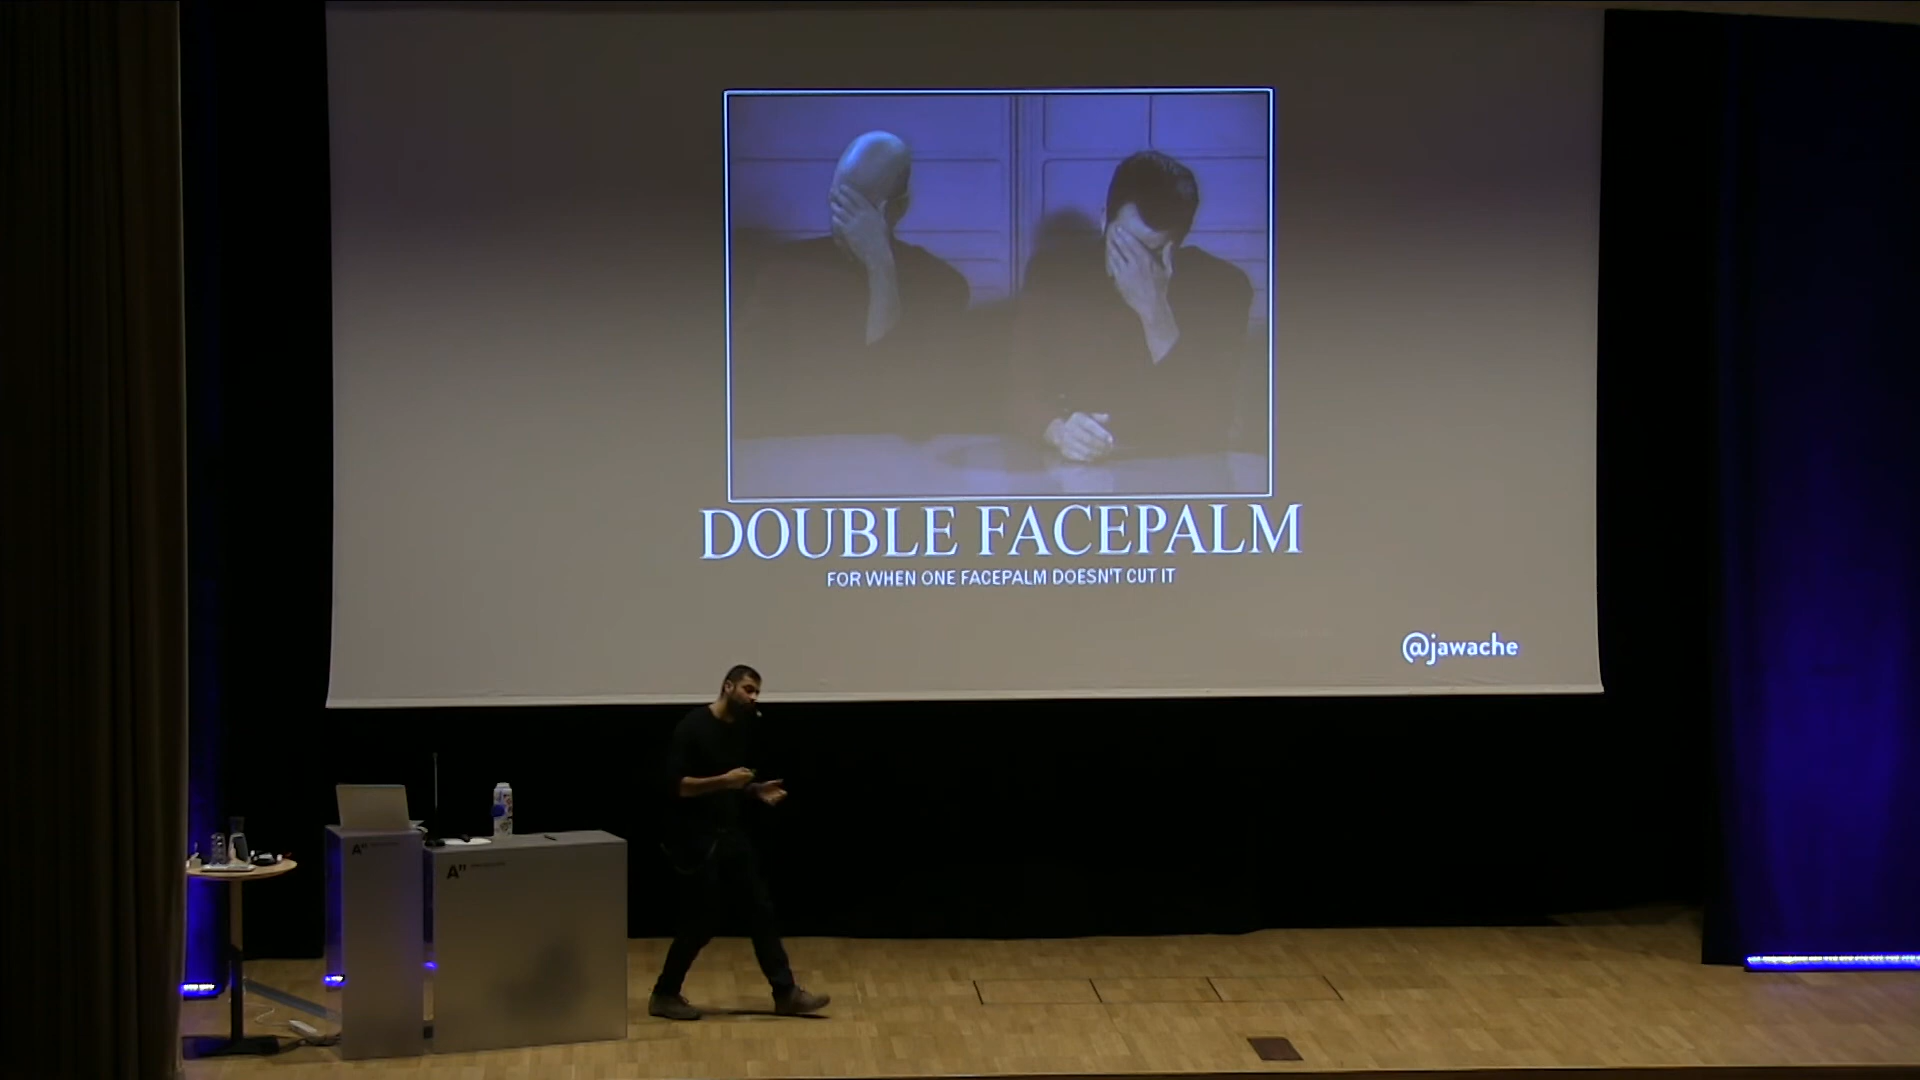 DOUBLE FACEPALM
FOR WHEN ONE FACEPALM DOESN'T CUT IT
@jawache
A"
A"